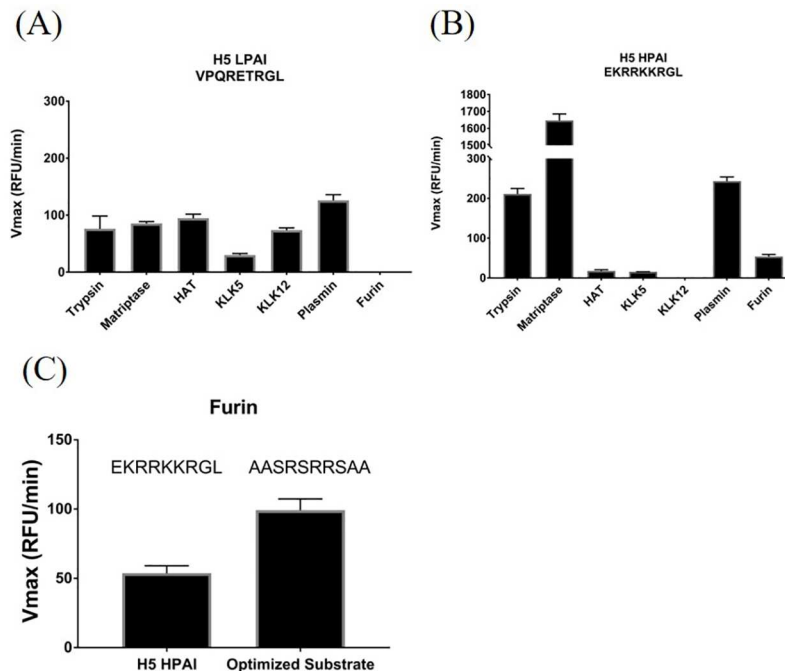 (A)
H5 LPAI
VPQRETRGL
Vmax (RFU/min)
300
200
100
0
Trypsin
Matriptase
HAT
KLK5
KLK12
Plasmin
Furin
(B)
H5 HPAI
EKRRKKRGL
Vmax (RFU/min)
1800
1700
1600
1500
300
200
100
0
Trypsin
Matriptase
HAT
KLK5
KLK12
Plasmin
Furin
(C)
Furin
Vmax (RFU/min)
150
100
50
0
EKRRKKRGL AASRSRRSAA
H5 HPAI Optimized Substrate